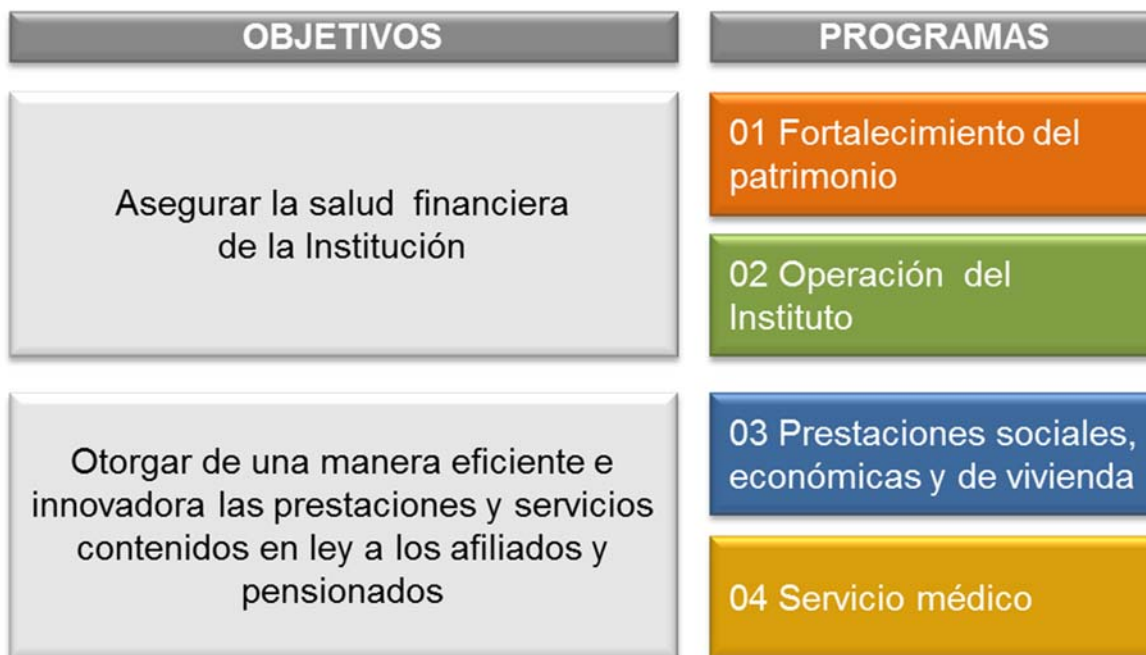 OBJETIVOS
PROGRAMAS
Asegurar la salud financiera
de la Institución
01 Fortalecimiento del
patrimonio
02 Operación del
Instituto
Otorgar de una manera eficiente e
innovadora las prestaciones y servicios
contenidos en ley a los afiliados y
pensionados
03 Prestaciones sociales,
económicas y de vivienda
04 Servicio médico